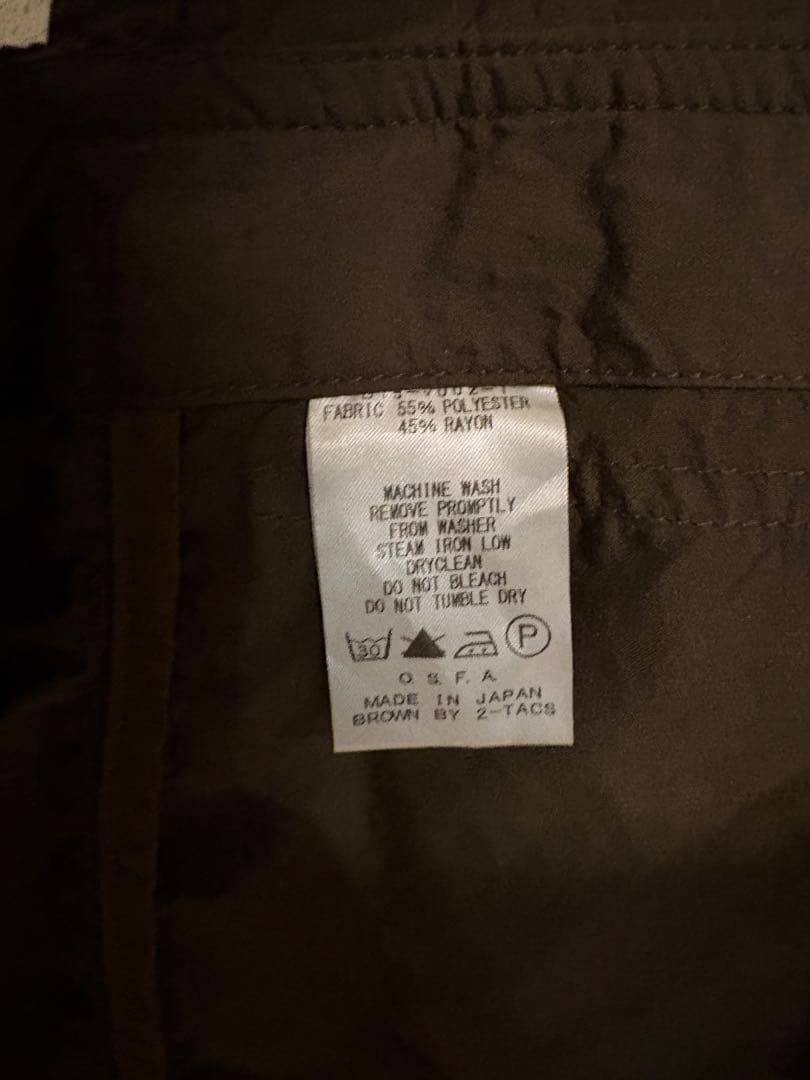 FABRIC 55% POLYESTER
45% RAYON
MACHINE WASH
REMOVE PROMPTLY
FROM WASHER
STEAM IRON LOW
DRYCLEAN
DO NOT BLEACH
DO NOT TUMBLE DRY
30 P
O. S. F. A.
MADE IN JAPAN
BROWN BY 2-TACS